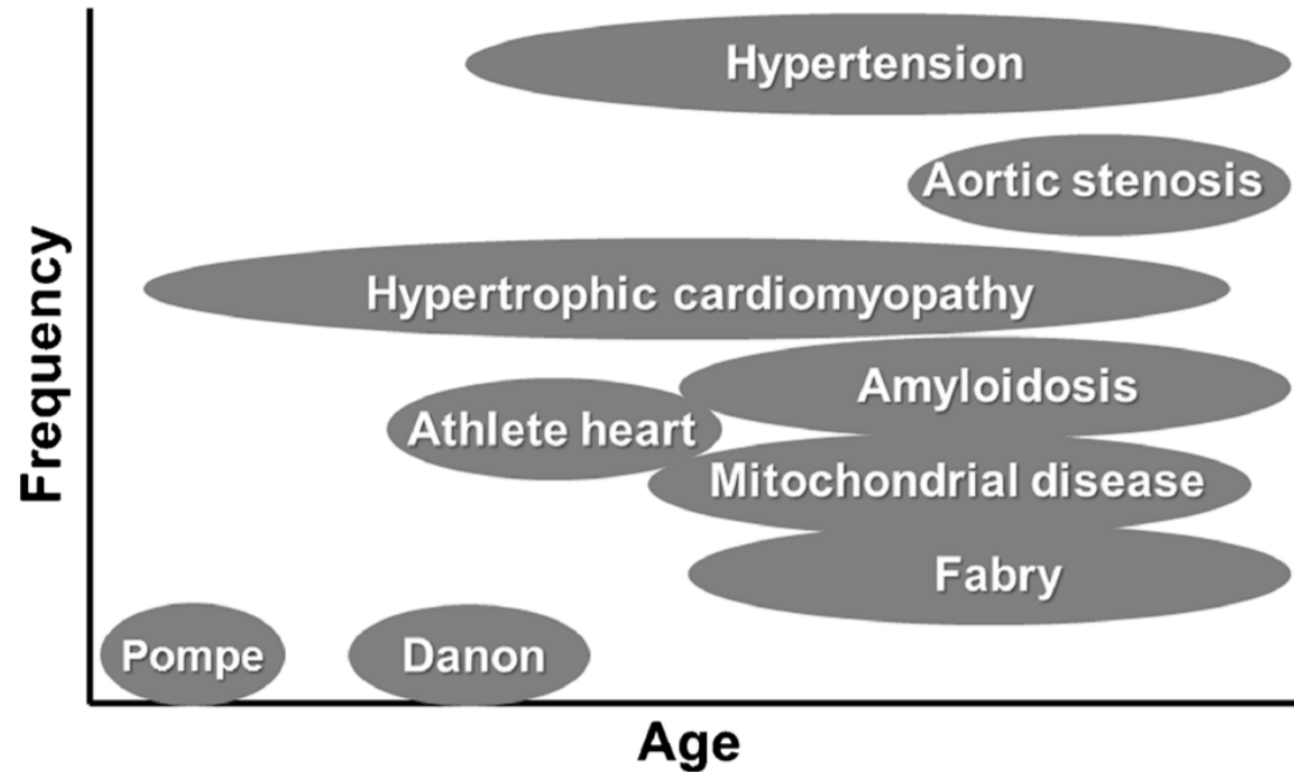 Hypertension
Aortic stenosis
Hypertrophic cardiomyopathy
Amyloidosis
Athlete heart
Mitochondrial disease
Fabry
Pompe
Danon
Frequency
Age